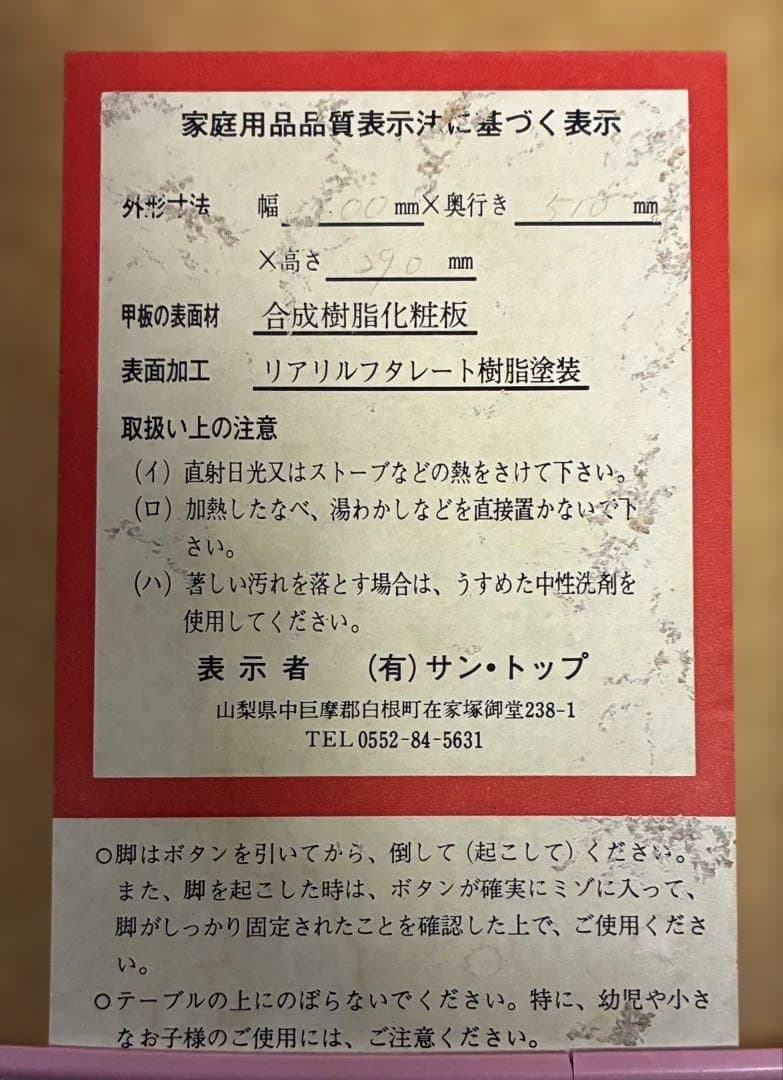 家庭用品品質表示法に基づく表示
外形寸法 幅 00mm×奥行き 510 mm
×高さ 290 mm
甲板の表面材 合成樹脂化粧板
表面加工 リアリルフタレート樹脂塗装
取扱い上の注意
(イ) 直射日光又はストーブなどの熱をさけて下さい。
(ロ) 加熱したなべ、湯わかしなどを直接置かないで下
さい。
(ハ) 著しい汚れを落とす場合は、うすめた中性洗剤を
使用してください。
表示者 (有)サン・トップ
山梨県中巨摩郡白根町在家塚御堂238-1
TEL 0552-84-5631
○脚はボタンを引いてから、倒して(起こして)ください。
また、脚を起こした時は、ボタンが確実にミゾに入って、
脚がしっかり固定されたことを確認した上で、ご使用くださ
い。
○テーブルの上にのぼらないでください。特に、幼児や小さ
なお子様のご使用には、ご注意ください。